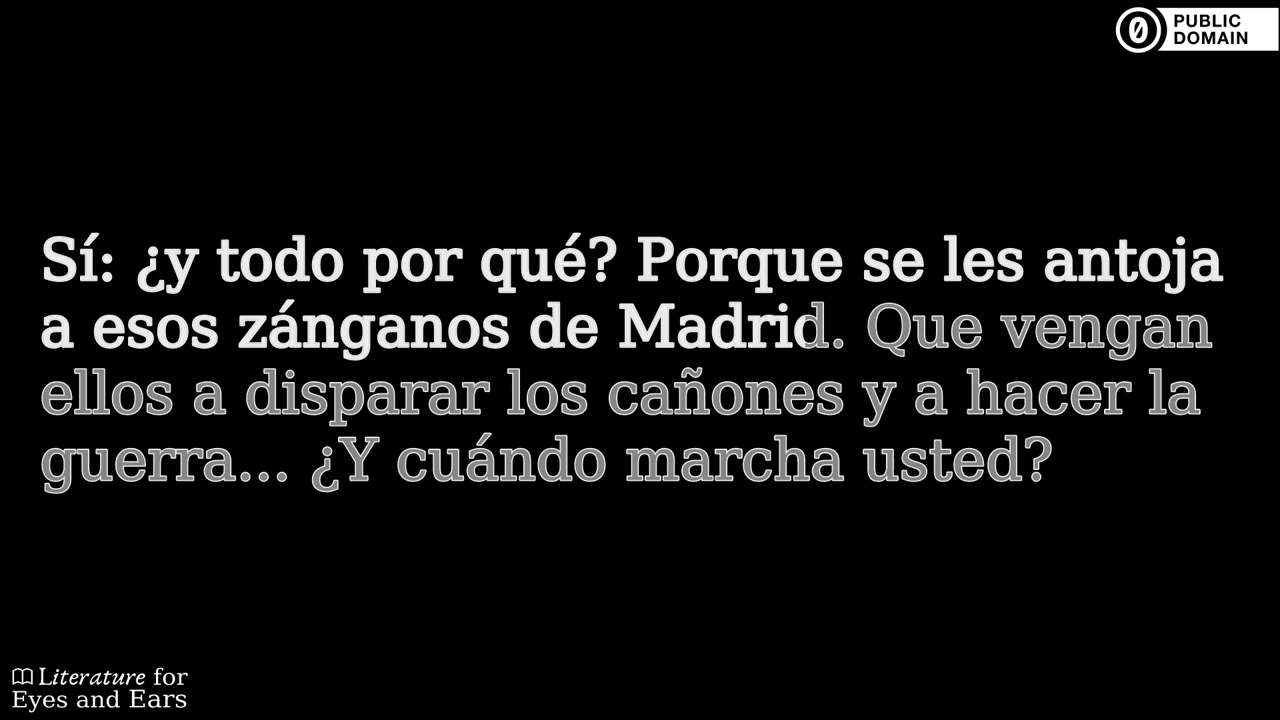 PUBLIC
DOMAIN
Sí: ¿y todo por qué? Porque se les antoja
a esos zánganos de Madrid. Que vengan
ellos a disparar los cañones y a hacer la
guerra... ¿Y cuándo marcha usted?
Literature for
Eyes and Ears